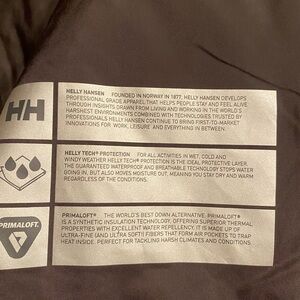 HH
HELLY HANSEN FOUNDED IN NORWAY IN 1877, HELLY HANSEN DEVELOPS
PROFESSIONAL GRADE APPAREL THAT HELPS PEOPLE STAY AND FEEL ALIVE.
THROUGH INSIGHTS DRAWN FROM LIVING AND WORKING IN THE WORLD'S
HARSHEST ENVIRONMENTS COMBINED WITH TECHNOLOGIES TRUSTED BY
PROFESSIONALS HELLY HANSEN CONTINUE TO BRING FIRST-TO-MARKET
INNOVATIONS FOR WORK, LEISURE AND EVERYTHING IN BETWEEN.
HELLY TECH® PROTECTION FOR ALL ACTIVITIES IN WET, COLD AND
WINDY WEATHER HELLY TECH® PROTECTION IS THE IDEAL PROTECTIVE LAYER.
THE GUARANTEED WATERPROOF AND BREATHABLE TECHNOLOGY STOPS WATER
GOING IN, BUT ALSO MOVES MOISTURE OUT, MEANING YOU STAY DRY AND WARM
REGARDLESS OF THE CONDITIONS.
PRIMALOFT
PRIMALOFT® THE WORLD'S BEST DOWN ALTERNATIVE: PRIMALOFT®
IS A SYNTHETIC INSULATION TECHNOLOGY, OFFERING SUPERIOR THERMAL
PROPERTIES WITH EXCELLENT WATER REPELLENCY. IT IS MADE UP OF
ULTRA-FINE (AND ULTRA SOFT!) FIBERS THAT FORM AIR POCKETS TO TRAP
HEAT INSIDE. PERFECT FOR TACKLING HARSH CLIMATES AND CONDITIONS.